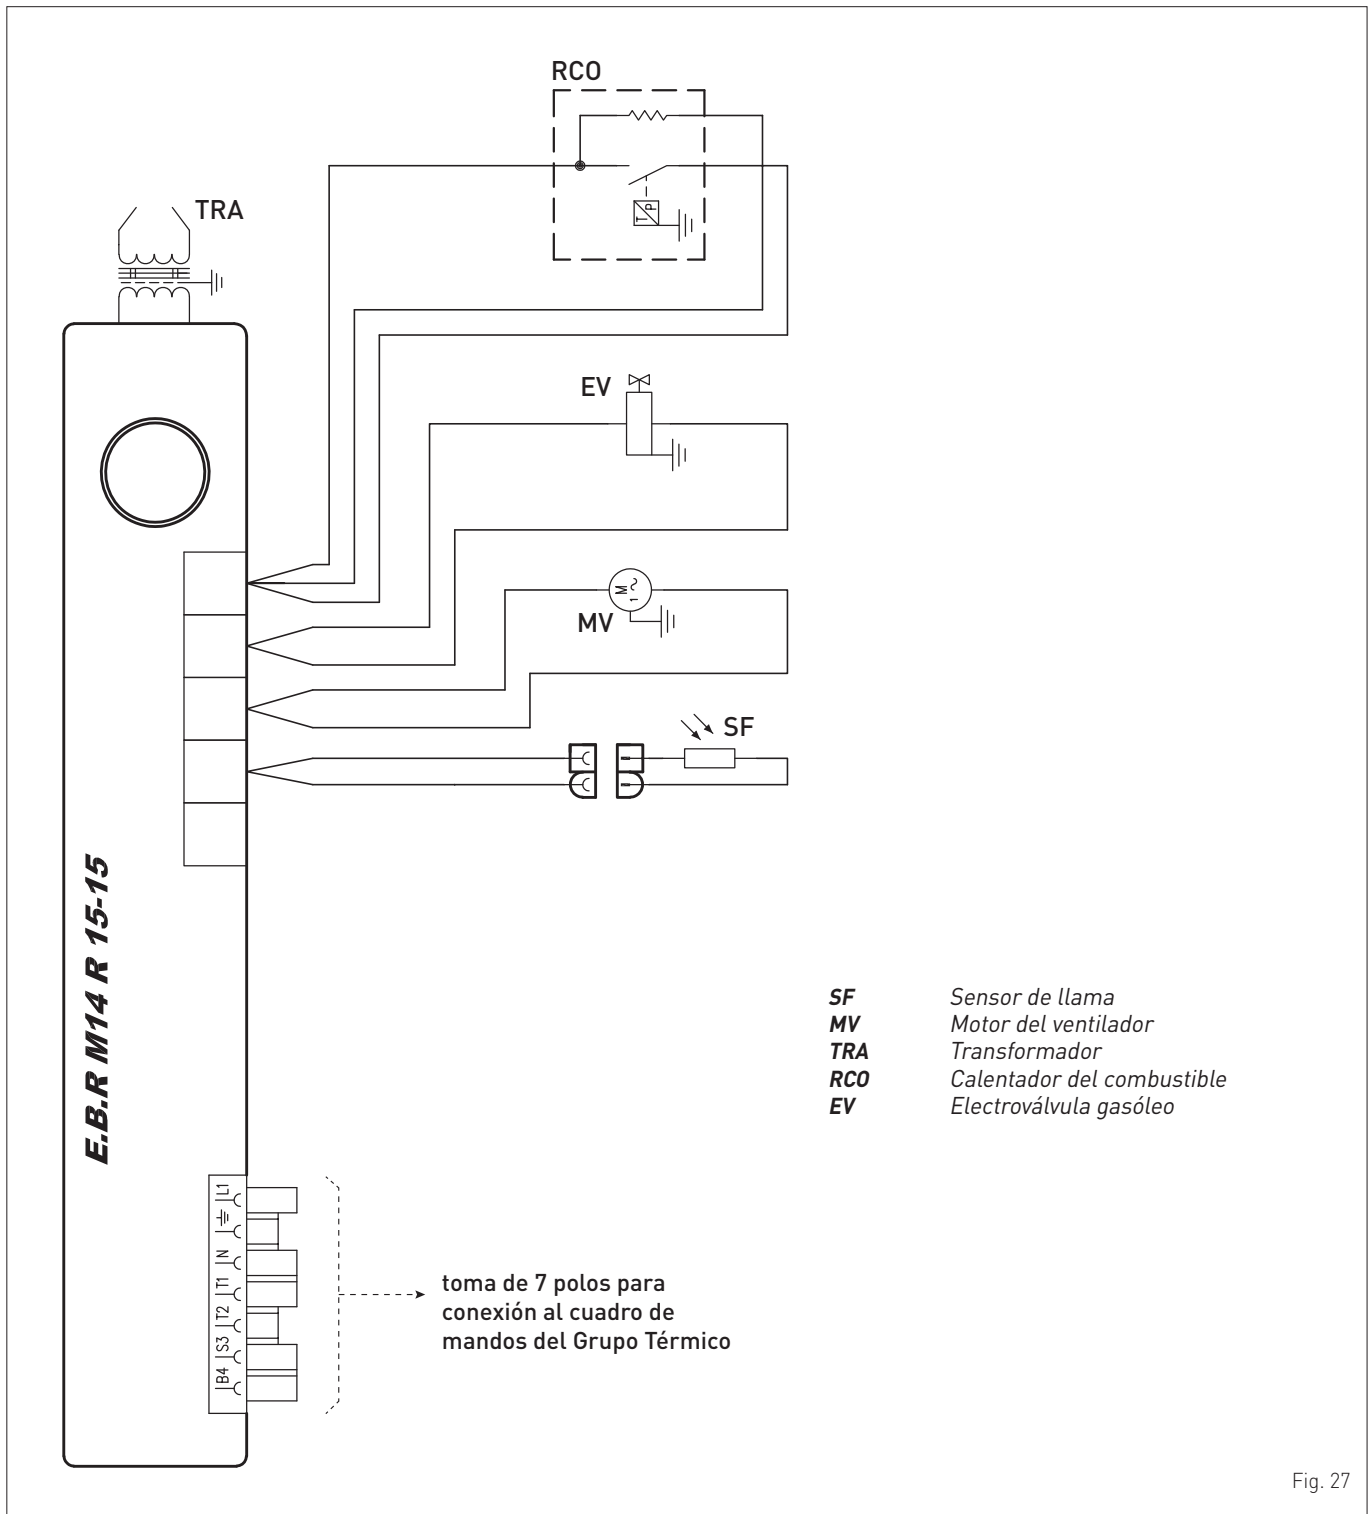 RCO
T
P
TRA
EV
M
1
MV
SF
E.B.R M14 R 15-15
SF Sensor de llama
MV Motor del ventilador
TRA Transformador
RCO Calentador del combustible
EV Electroválvula gasóleo
L1
N
T1
T2
S3
B4
toma de 7 polos para
conexión al cuadro de
mandos del Grupo Térmico
Fig. 27